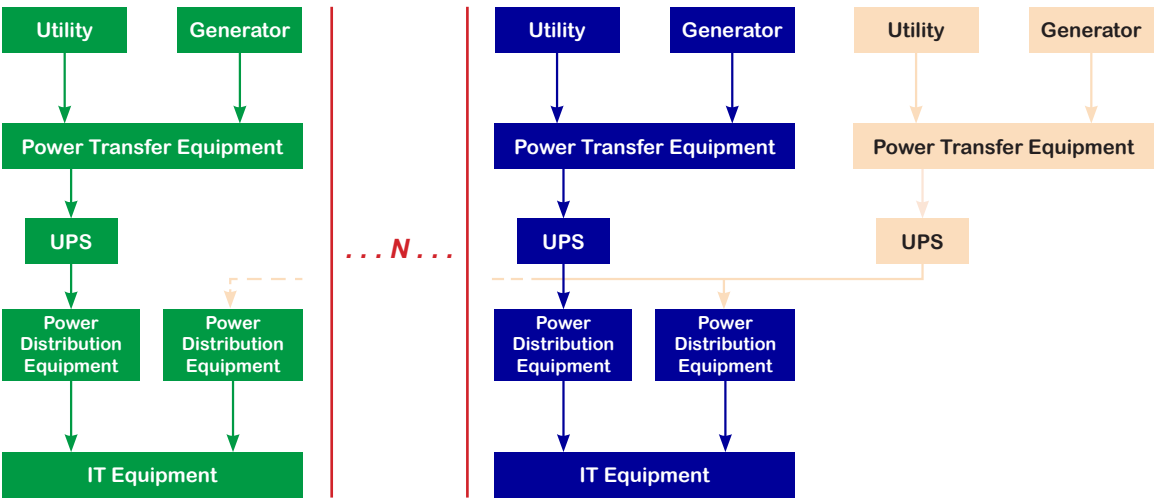 Utility
Generator
Utility
Generator
Utility
Generator
Power Transfer Equipment
Power Transfer Equipment
Power Transfer Equipment
UPS
...N...
UPS
UPS
Power
Distribution
Equipment
Power
Distribution
Equipment
Power
Distribution
Equipment
Power
Distribution
Equipment
IT Equipment
IT Equipment